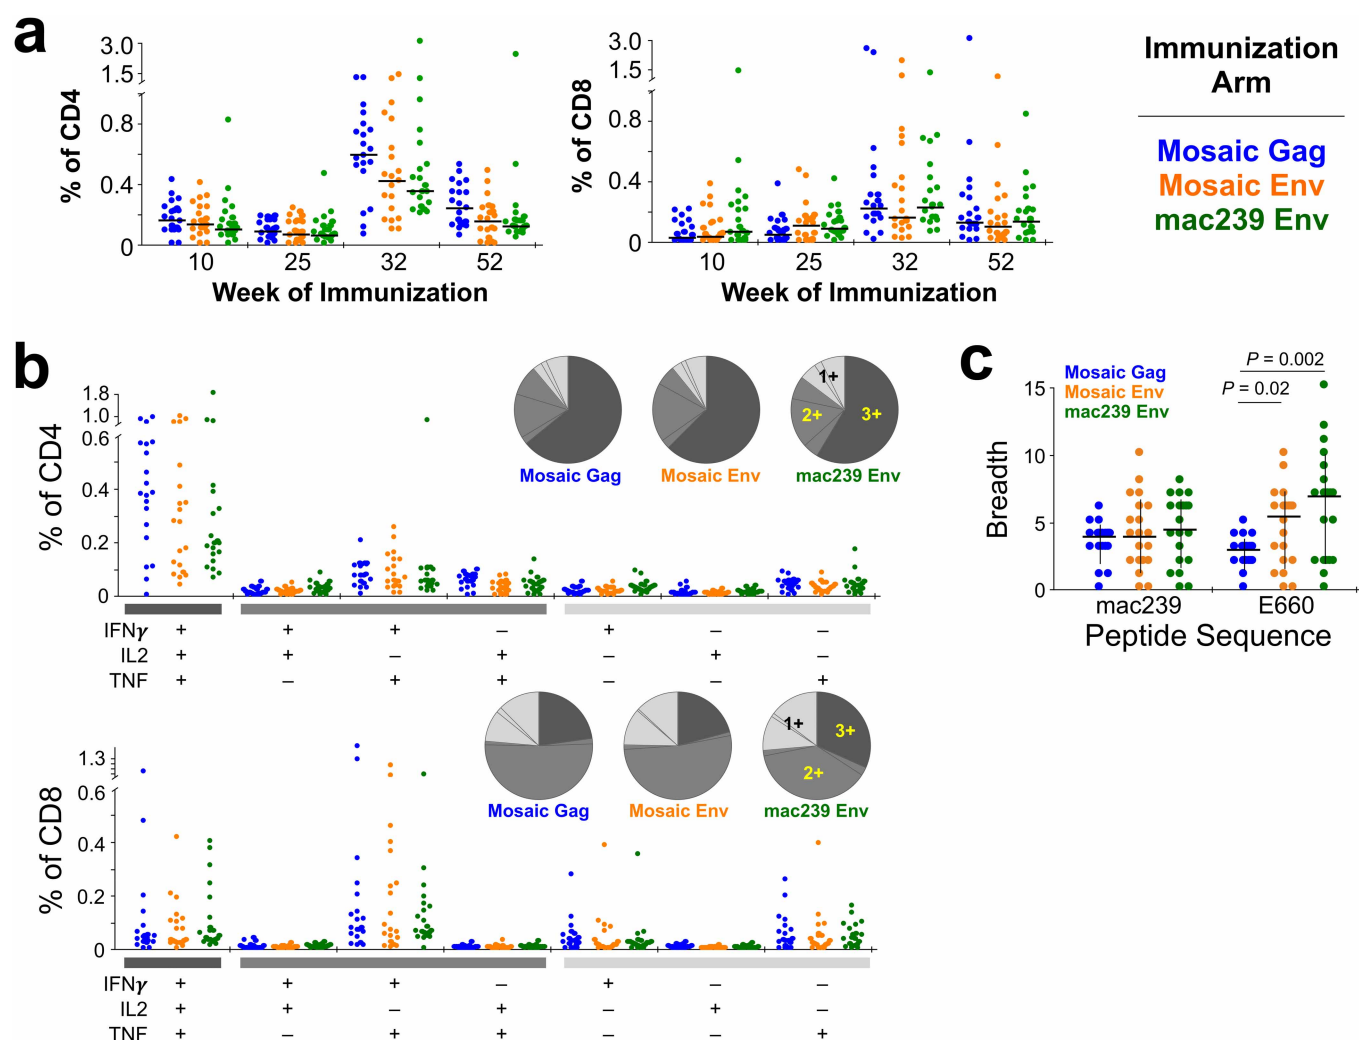 a
% of CD4
3.0
1.5
0.8
0.4
0
10 25 32 52
Week of Immunization
% of CD8
3.0
1.5
0.8
0.4
0
10 25 32 52
Week of Immunization
Immunization
Arm
Mosaic Gag
Mosaic Env
mac239 Env
b
% of CD4
1.8
1.0
0.6
0.4
0.2
0
Mosaic Gag Mosaic Env mac239 Env
1+
2+ 3+
IFNγ + + + – + – –
IL2 + + – + – + –
TNF + – + + – – +
% of CD8
1.3
0.6
0.4
0.2
0
Mosaic Gag Mosaic Env mac239 Env
1+
3+
2+
IFNγ + + + – + – –
IL2 + + – + – + –
TNF + – + + – – +
c
Mosaic Gag
Mosaic Env
mac239 Env
P = 0.002
P = 0.02
Breadth
15
10
5
0
mac239 E660
Peptide Sequence